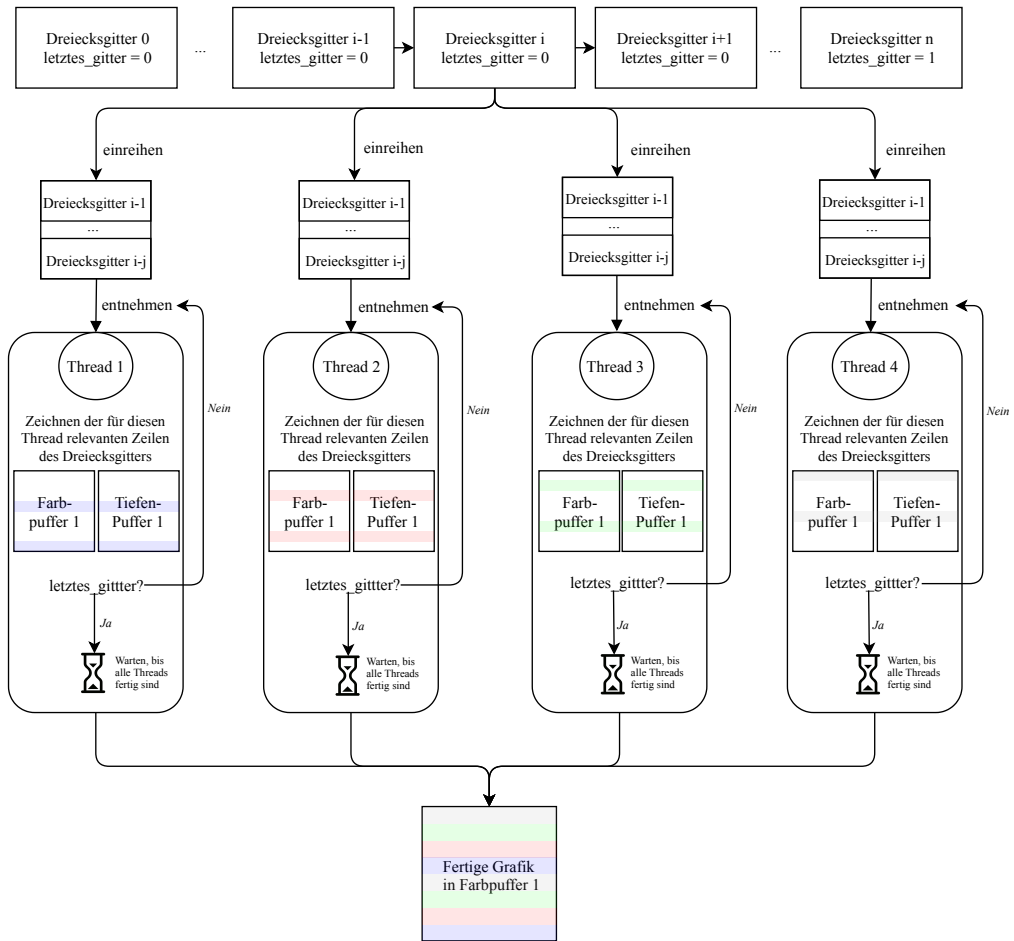 Dreiecksgitter 0
letztes_gitter = 0
...
Dreiecksgitter i-1
letztes_gitter = 0
Dreiecksgitter i
letztes_gitter = 0
Dreiecksgitter i+1
letztes_gitter = 0
...
Dreiecksgitter n
letztes_gitter = 1
einreihen
einreihen
einreihen
einreihen
Dreiecksgitter i-1
...
Dreiecksgitter i-j
Dreiecksgitter i-1
...
Dreiecksgitter i-j
Dreiecksgitter i-1
...
Dreiecksgitter i-j
Dreiecksgitter i-1
...
Dreiecksgitter i-j
entnehmen
entnehmen
entnehmen
entnehmen
Thread 1
Nein
Zeichnen der für diesen
Thread relevanten Zeilen
des Dreiecksgitters
Farb-
puffer 1
Tiefen-
Puffer 1
letztes_gittter?
Ja
Warten, bis
alle Threads
fertig sind
Thread 2
Nein
Zeichnen der für diesen
Thread relevanten Zeilen
des Dreiecksgitters
Farb-
puffer 1
Tiefen-
Puffer 1
letztes_gittter?
Ja
Warten, bis
alle Threads
fertig sind
Thread 3
Nein
Zeichnen der für diesen
Thread relevanten Zeilen
des Dreiecksgitters
Farb-
puffer 1
Tiefen-
Puffer 1
letztes_gittter?
Ja
Warten, bis
alle Threads
fertig sind
Thread 4
Nein
Zeichnen der für diesen
Thread relevanten Zeilen
des Dreiecksgitters
Farb-
puffer 1
Tiefen-
Puffer 1
letztes_gittter?
Ja
Warten, bis
alle Threads
fertig sind
Fertige Grafik
in Farbpuffer 1